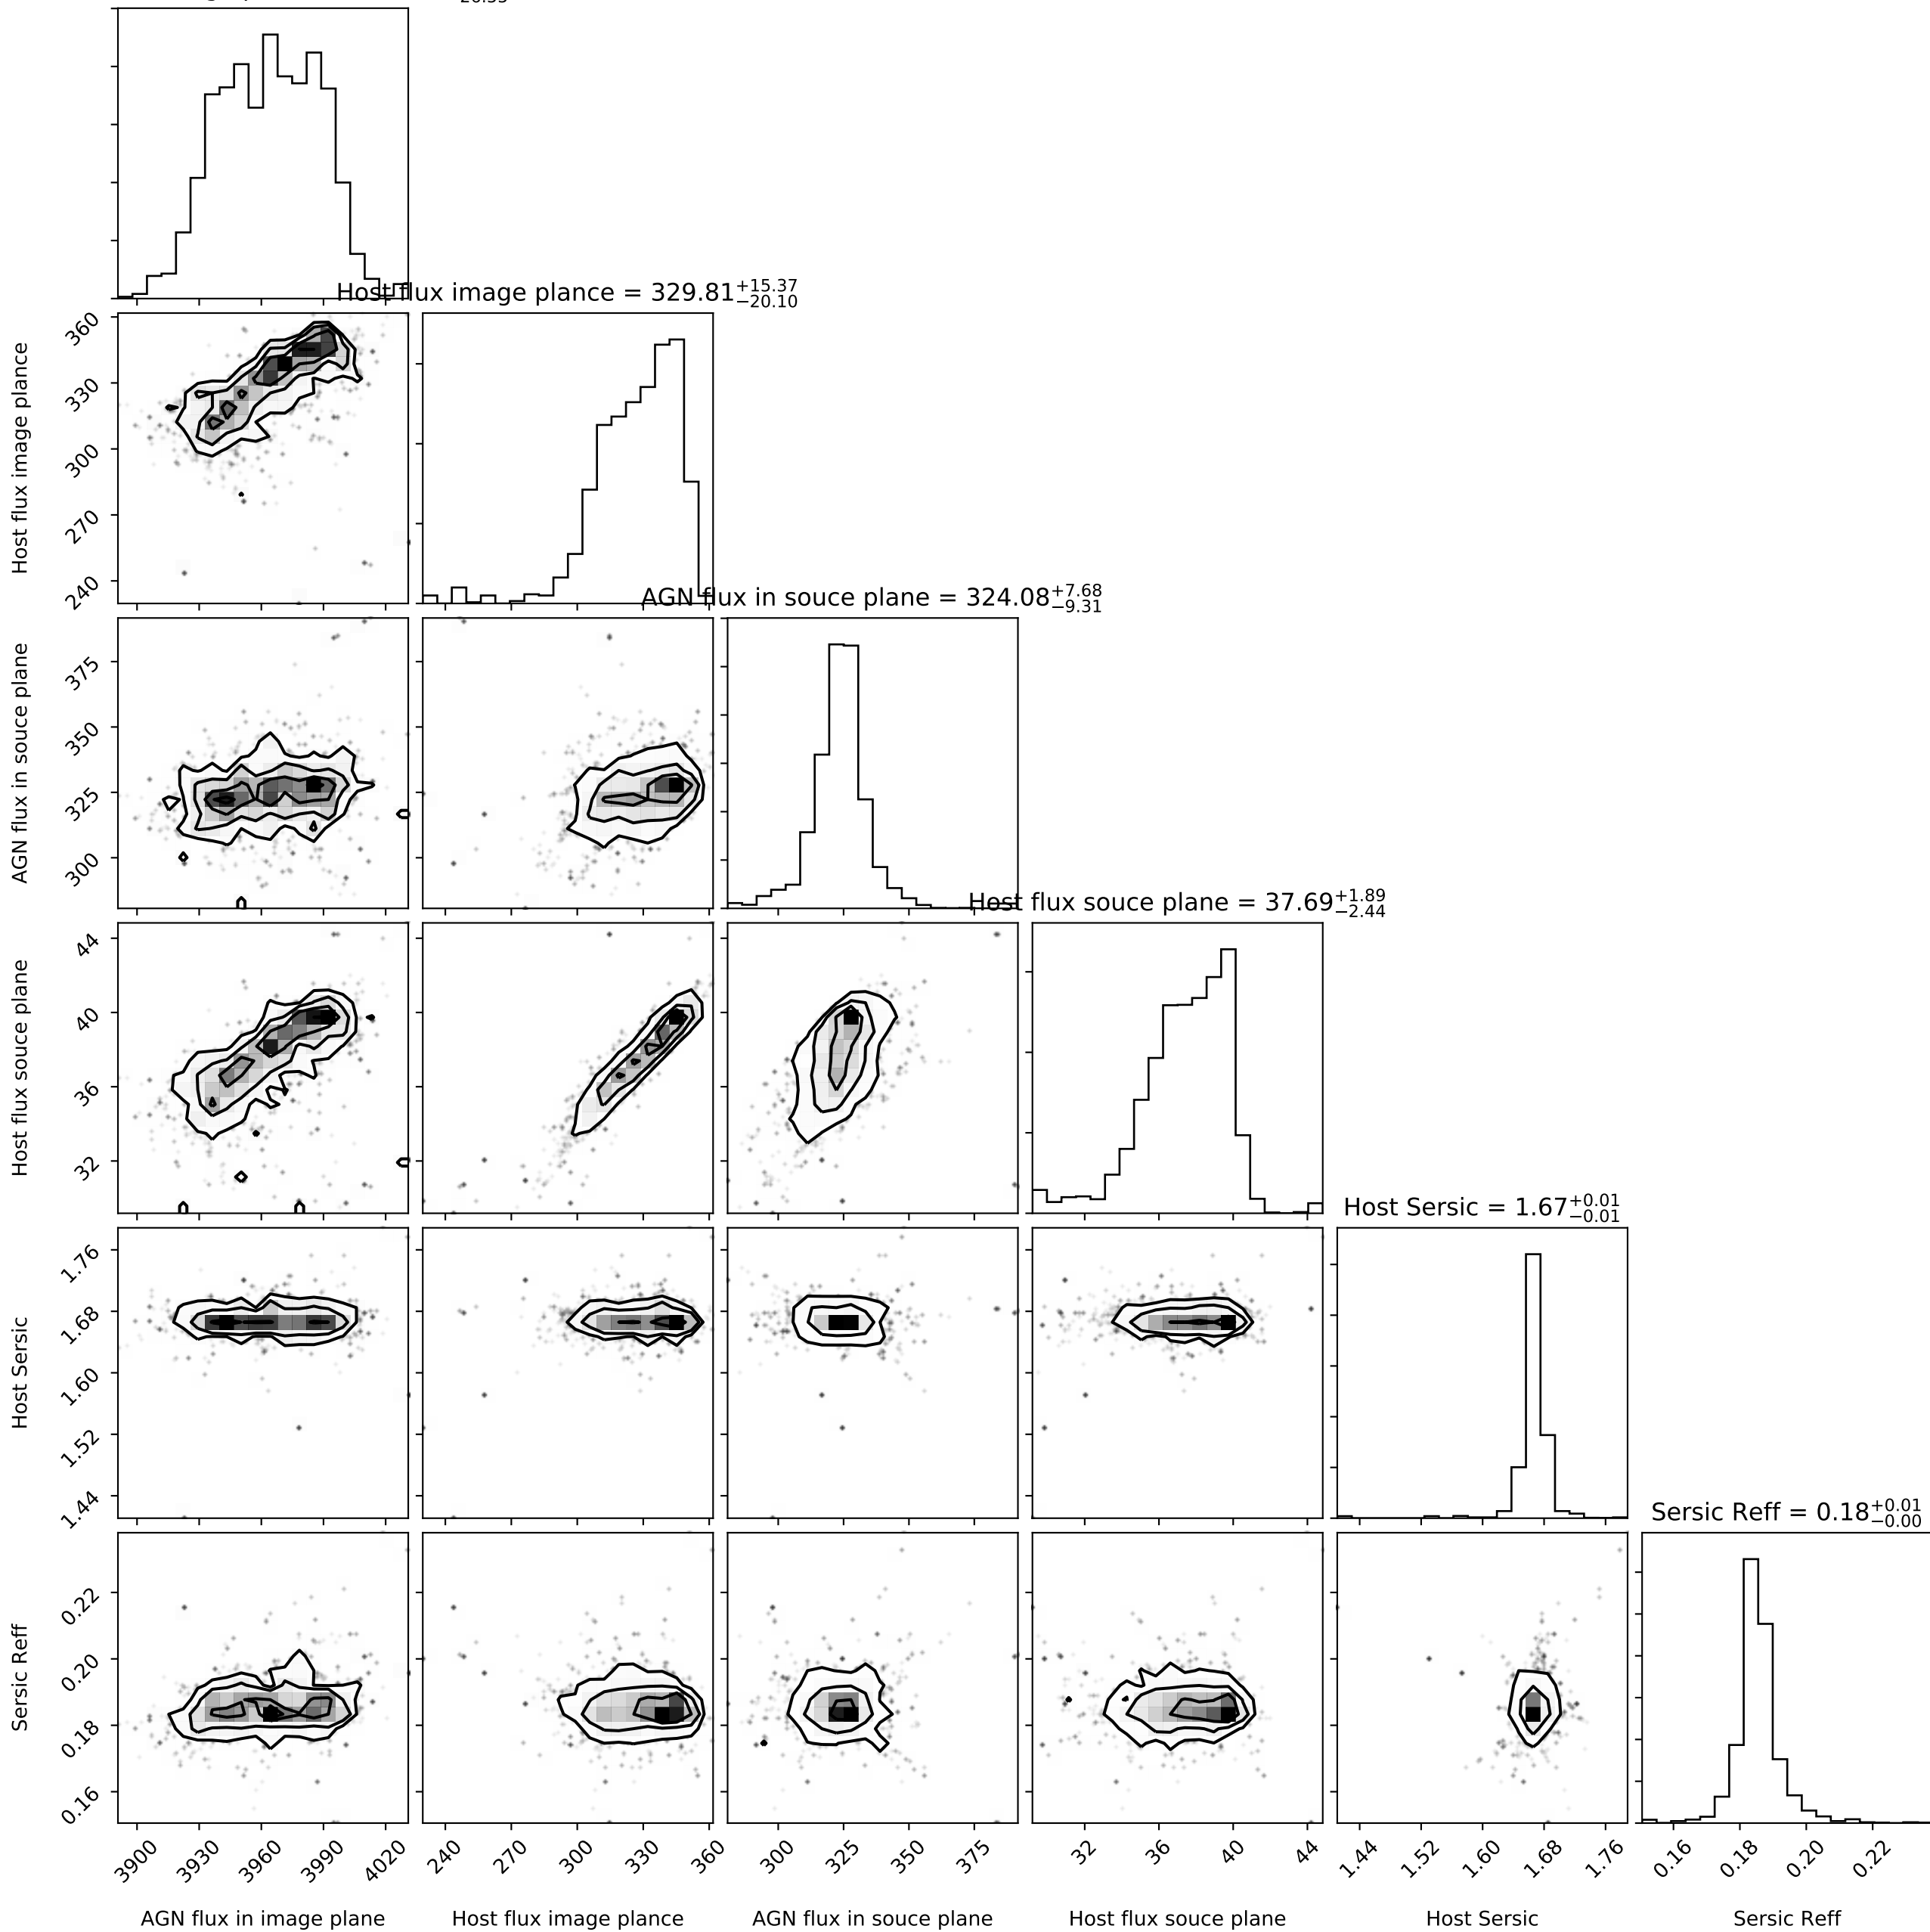 Host flux image plance = 329.81 +15.37 −20.10
360
330
300
270
240
Host flux image plance
AGN flux in souce plane = 324.08 +7.68 −9.31
375
350
325
300
AGN flux in souce plane
Host flux souce plane = 37.69 +1.89 −2.44
44
40
36
32
Host flux souce plane
Host Sersic = 1.67 +0.01 −0.01
1.76
1.68
1.60
1.52
1.44
Host Sersic
Sersic Reff = 0.18 +0.01 −0.00
0.22
0.20
0.18
0.16
Sersic Reff
3900 3930 3960 3990 4020 240 270 300 330 360 300 325 350 375 32 36 40 44 1.44 1.52 1.60 1.68 1.76 0.16 0.18 0.20 0.22
AGN flux in image plane Host flux image plance AGN flux in souce plane Host flux souce plane Host Sersic Sersic Reff